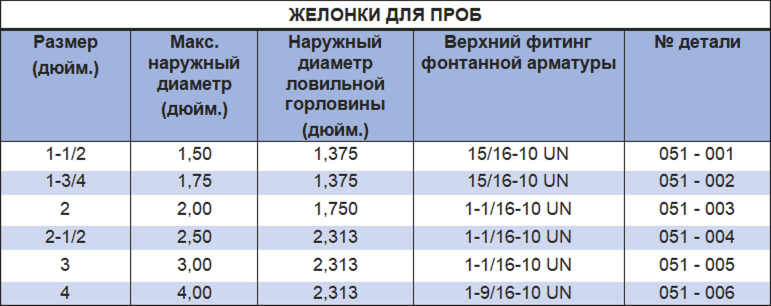 ЖЕЛОНКИ ДЛЯ ПРОБ
Размер (дюйм.) Макс. наружный диаметр (дюйм.) Наружный диаметр ловильной горловины (дюйм.) Верхний фитинг фонтанной арматуры № детали
1-1/2 1,50 1,375 15/16-10 UN 051 - 001
1-3/4 1,75 1,375 15/16-10 UN 051 - 002
2 2,00 1,750 1-1/16-10 UN 051 - 003
2-1/2 2,50 2,313 1-1/16-10 UN 051 - 004
3 3,00 2,313 1-1/16-10 UN 051 - 005
4 4,00 2,313 1-9/16-10 UN 051 - 006